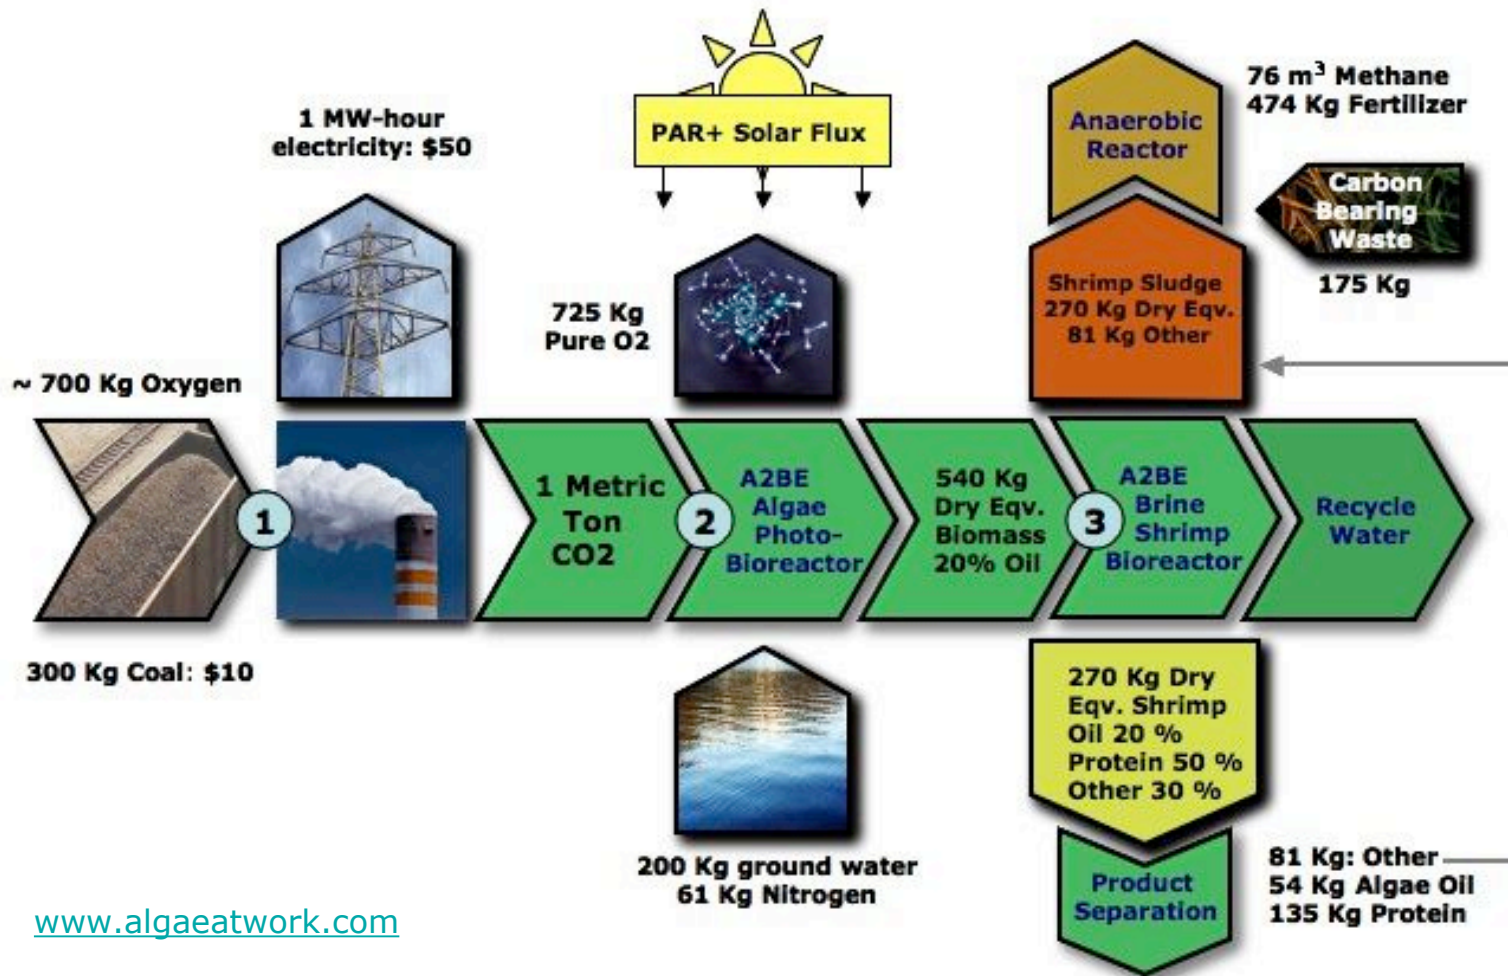 1 MW-hour
electricity: $50
PAR+ Solar Flux
76 m³ Methane
474 Kg Fertilizer
Anaerobic
Reactor
Carbon
Bearing
Waste
175 Kg
Shrimp Sludge
270 Kg Dry Eqv.
81 Kg Other
725 Kg
Pure O2
~ 700 Kg Oxygen
1
1 Metric
Ton
CO2
2
A2BE
Algae
Photo-
Bioreactor
540 Kg
Dry Eqv.
Biomass
20% Oil
3
A2BE
Brine
Shrimp
Bioreactor
Recycle
Water
300 Kg Coal: $10
270 Kg Dry
Eqv. Shrimp
Oil 20 %
Protein 50 %
Other 30 %
200 Kg ground water
61 Kg Nitrogen
Product
Separation
81 Kg: Other
54 Kg Algae Oil
135 Kg Protein
www.algaeatwork.com